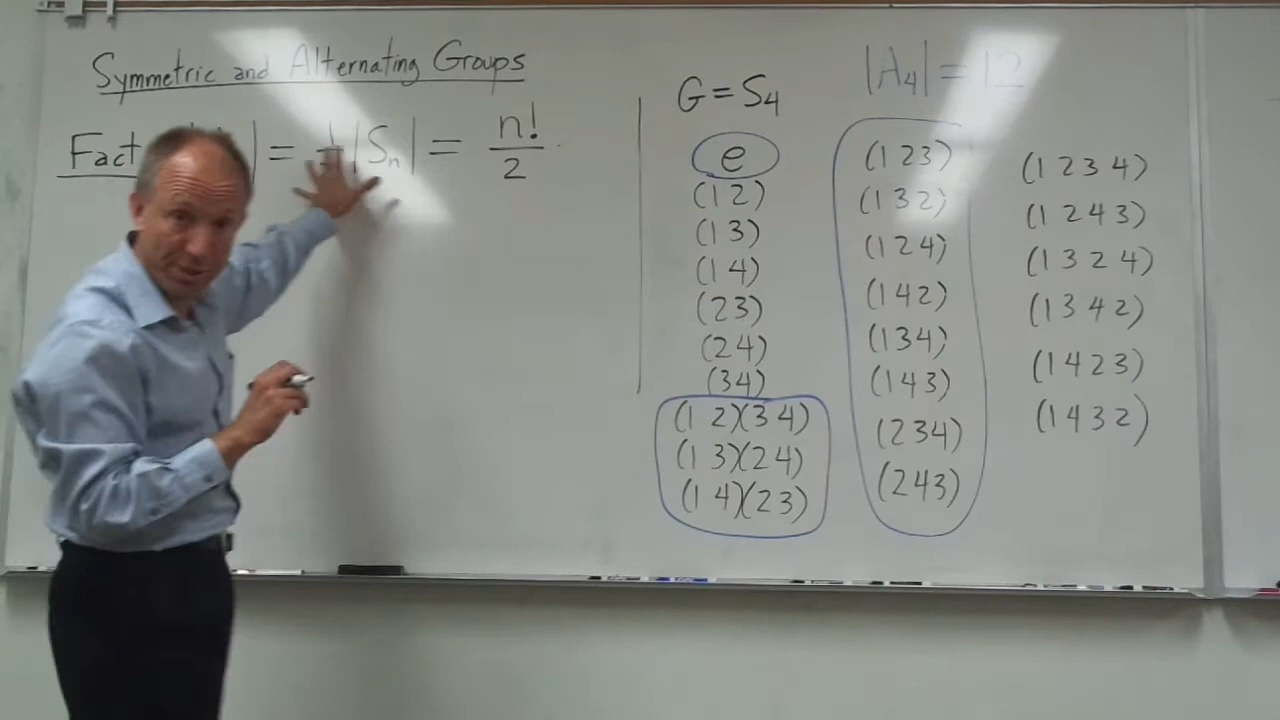 Symmetric and Alternating Groups
Fact | = 1/2 |Sₙ| = n!/2
G = S₄
e
(1 2)
(1 3)
(1 4)
(2 3)
(2 4)
(3 4)
(1 2)(3 4)
(1 3)(2 4)
(1 4)(2 3)
|A₄| = 12
(1 2 3)
(1 3 2)
(1 2 4)
(1 4 2)
(1 3 4)
(1 4 3)
(2 3 4)
(2 4 3)
(1 2 3 4)
(1 2 4 3)
(1 3 2 4)
(1 3 4 2)
(1 4 2 3)
(1 4 3 2)